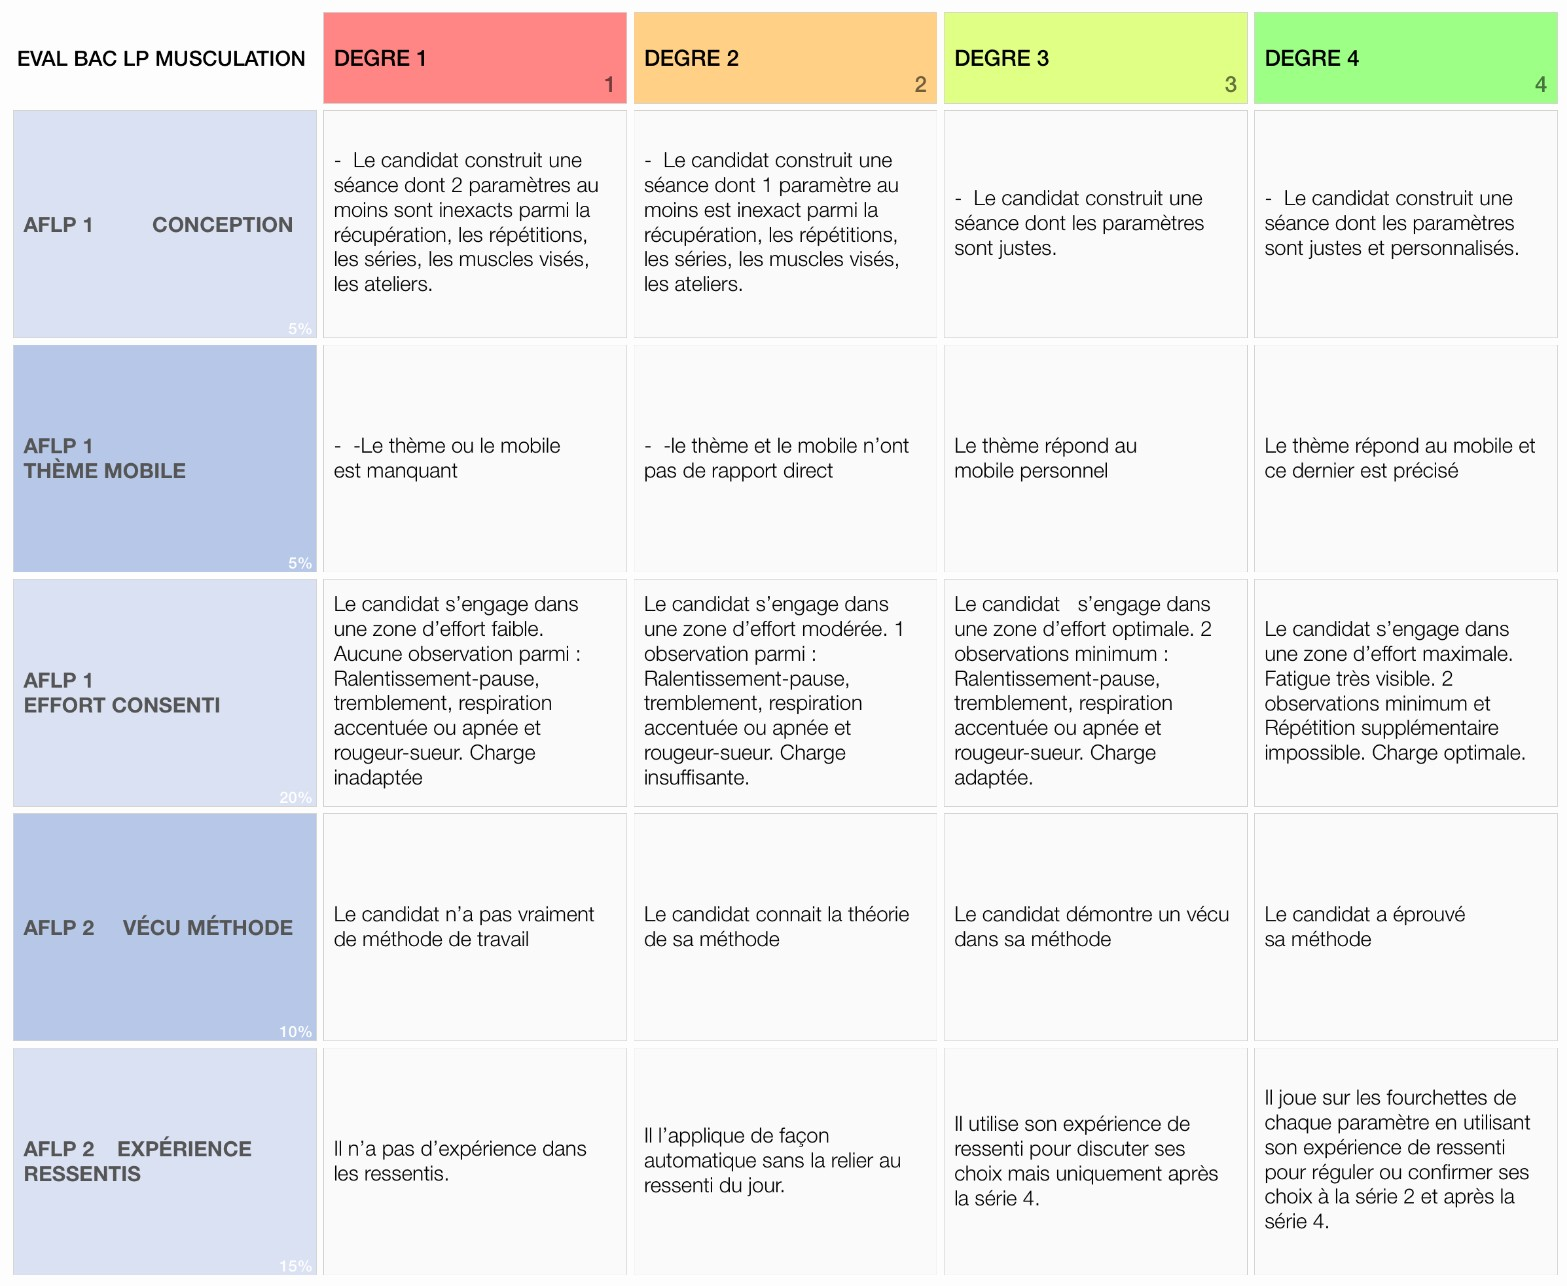 EVAL BAC LP MUSCULATION
DEGRE 1
1
DEGRE 2
2
DEGRE 3
3
DEGRE 4
4
AFLP 1 CONCEPTION
5%
- Le candidat construit une
séance dont 2 paramètres au
moins sont inexacts parmi la
récupération, les répétitions,
les séries, les muscles visés,
les ateliers.
- Le candidat construit une
séance dont 1 paramètre au
moins est inexact parmi la
récupération, les répétitions,
les séries, les muscles visés,
les ateliers.
- Le candidat construit une
séance dont les paramètres
sont justes.
- Le candidat construit une
séance dont les paramètres
sont justes et personnalisés.
AFLP 1
THÈME MOBILE
5%
- -Le thème ou le mobile
est manquant
- -le thème et le mobile n’ont
pas de rapport direct
Le thème répond au
mobile personnel
Le thème répond au mobile et
ce dernier est précisé
AFLP 1
EFFORT CONSENTI
20%
Le candidat s’engage dans
une zone d’effort faible.
Aucune observation parmi :
Ralentissement-pause,
tremblement, respiration
accentuée ou apnée et
rougeur-sueur. Charge
inadaptée
Le candidat s’engage dans
une zone d’effort modérée. 1
observation parmi :
Ralentissement-pause,
tremblement, respiration
accentuée ou apnée et
rougeur-sueur. Charge
insuffisante.
Le candidat s’engage dans
une zone d’effort optimale. 2
observations minimum :
Ralentissement-pause,
tremblement, respiration
accentuée ou apnée et
rougeur-sueur. Charge
adaptée.
Le candidat s’engage dans
une zone d’effort maximale.
Fatigue très visible. 2
observations minimum et
Répétition supplémentaire
impossible. Charge optimale.
AFLP 2 VÉCU MÉTHODE
10%
Le candidat n’a pas vraiment
de méthode de travail
Le candidat connait la théorie
de sa méthode
Le candidat démontre un vécu
dans sa méthode
Le candidat a éprouvé
sa méthode
AFLP 2 EXPÉRIENCE
RESSENTIS
15%
Il n’a pas d’expérience dans
les ressentis.
Il l’applique de façon
automatique sans la relier au
ressenti du jour.
Il utilise son expérience de
ressenti pour discuter ses
choix mais uniquement après
la série 4.
Il joue sur les fourchettes de
chaque paramètre en utilisant
son expérience de ressenti
pour réguler ou confirmer ses
choix à la série 2 et après la
série 4.